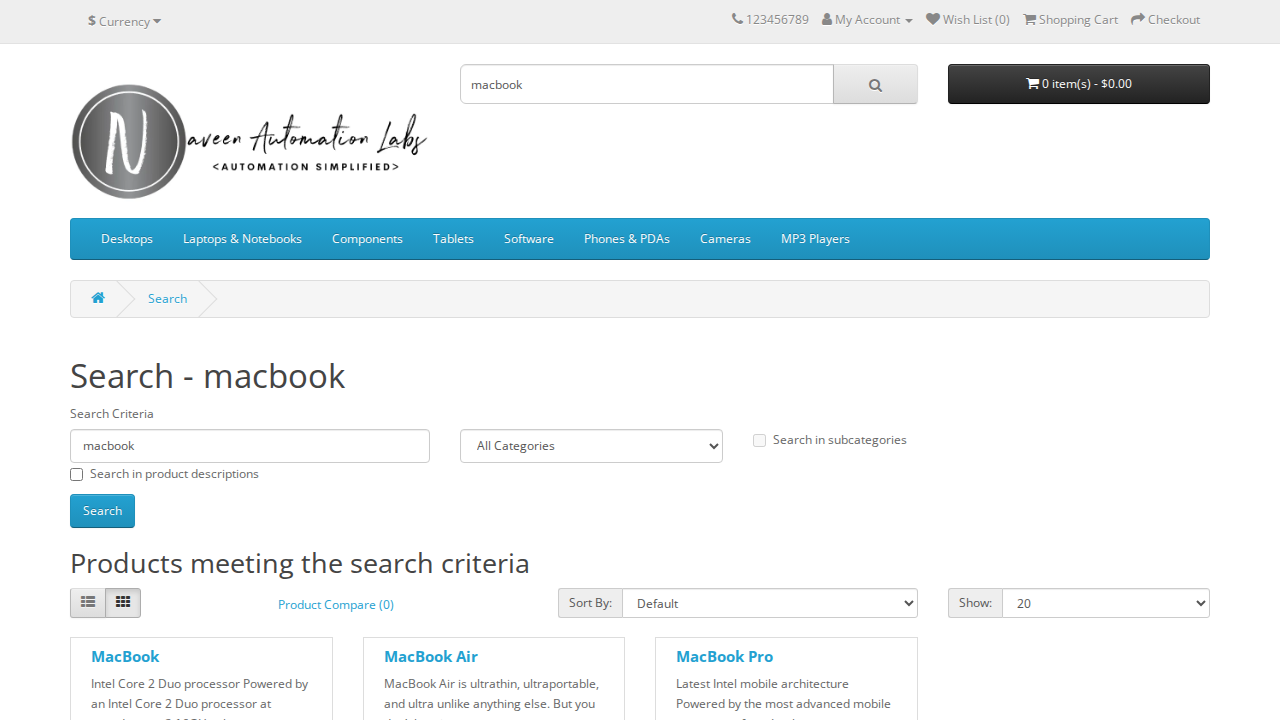 $ Currency
123456789 My Account Wish List (0) Shopping Cart Checkout
macbook
0 item(s) - $0.00
N
aveen Automation Labs
<AUTOMATION SIMPLIFIED>
Desktops Laptops & Notebooks Components Tablets Software Phones & PDAs Cameras MP3 Players
Search
Search - macbook
Search Criteria
macbook All Categories Search in subcategories
Search in product descriptions
Search
Products meeting the search criteria
Product Compare (0) Sort By: Default Show: 20
MacBook
Intel Core 2 Duo processor Powered by
an Intel Core 2 Duo processor at
MacBook Air
MacBook Air is ultrathin, ultraportable,
and ultra unlike anything else. But you
MacBook Pro
Latest Intel mobile architecture
Powered by the most advanced mobile